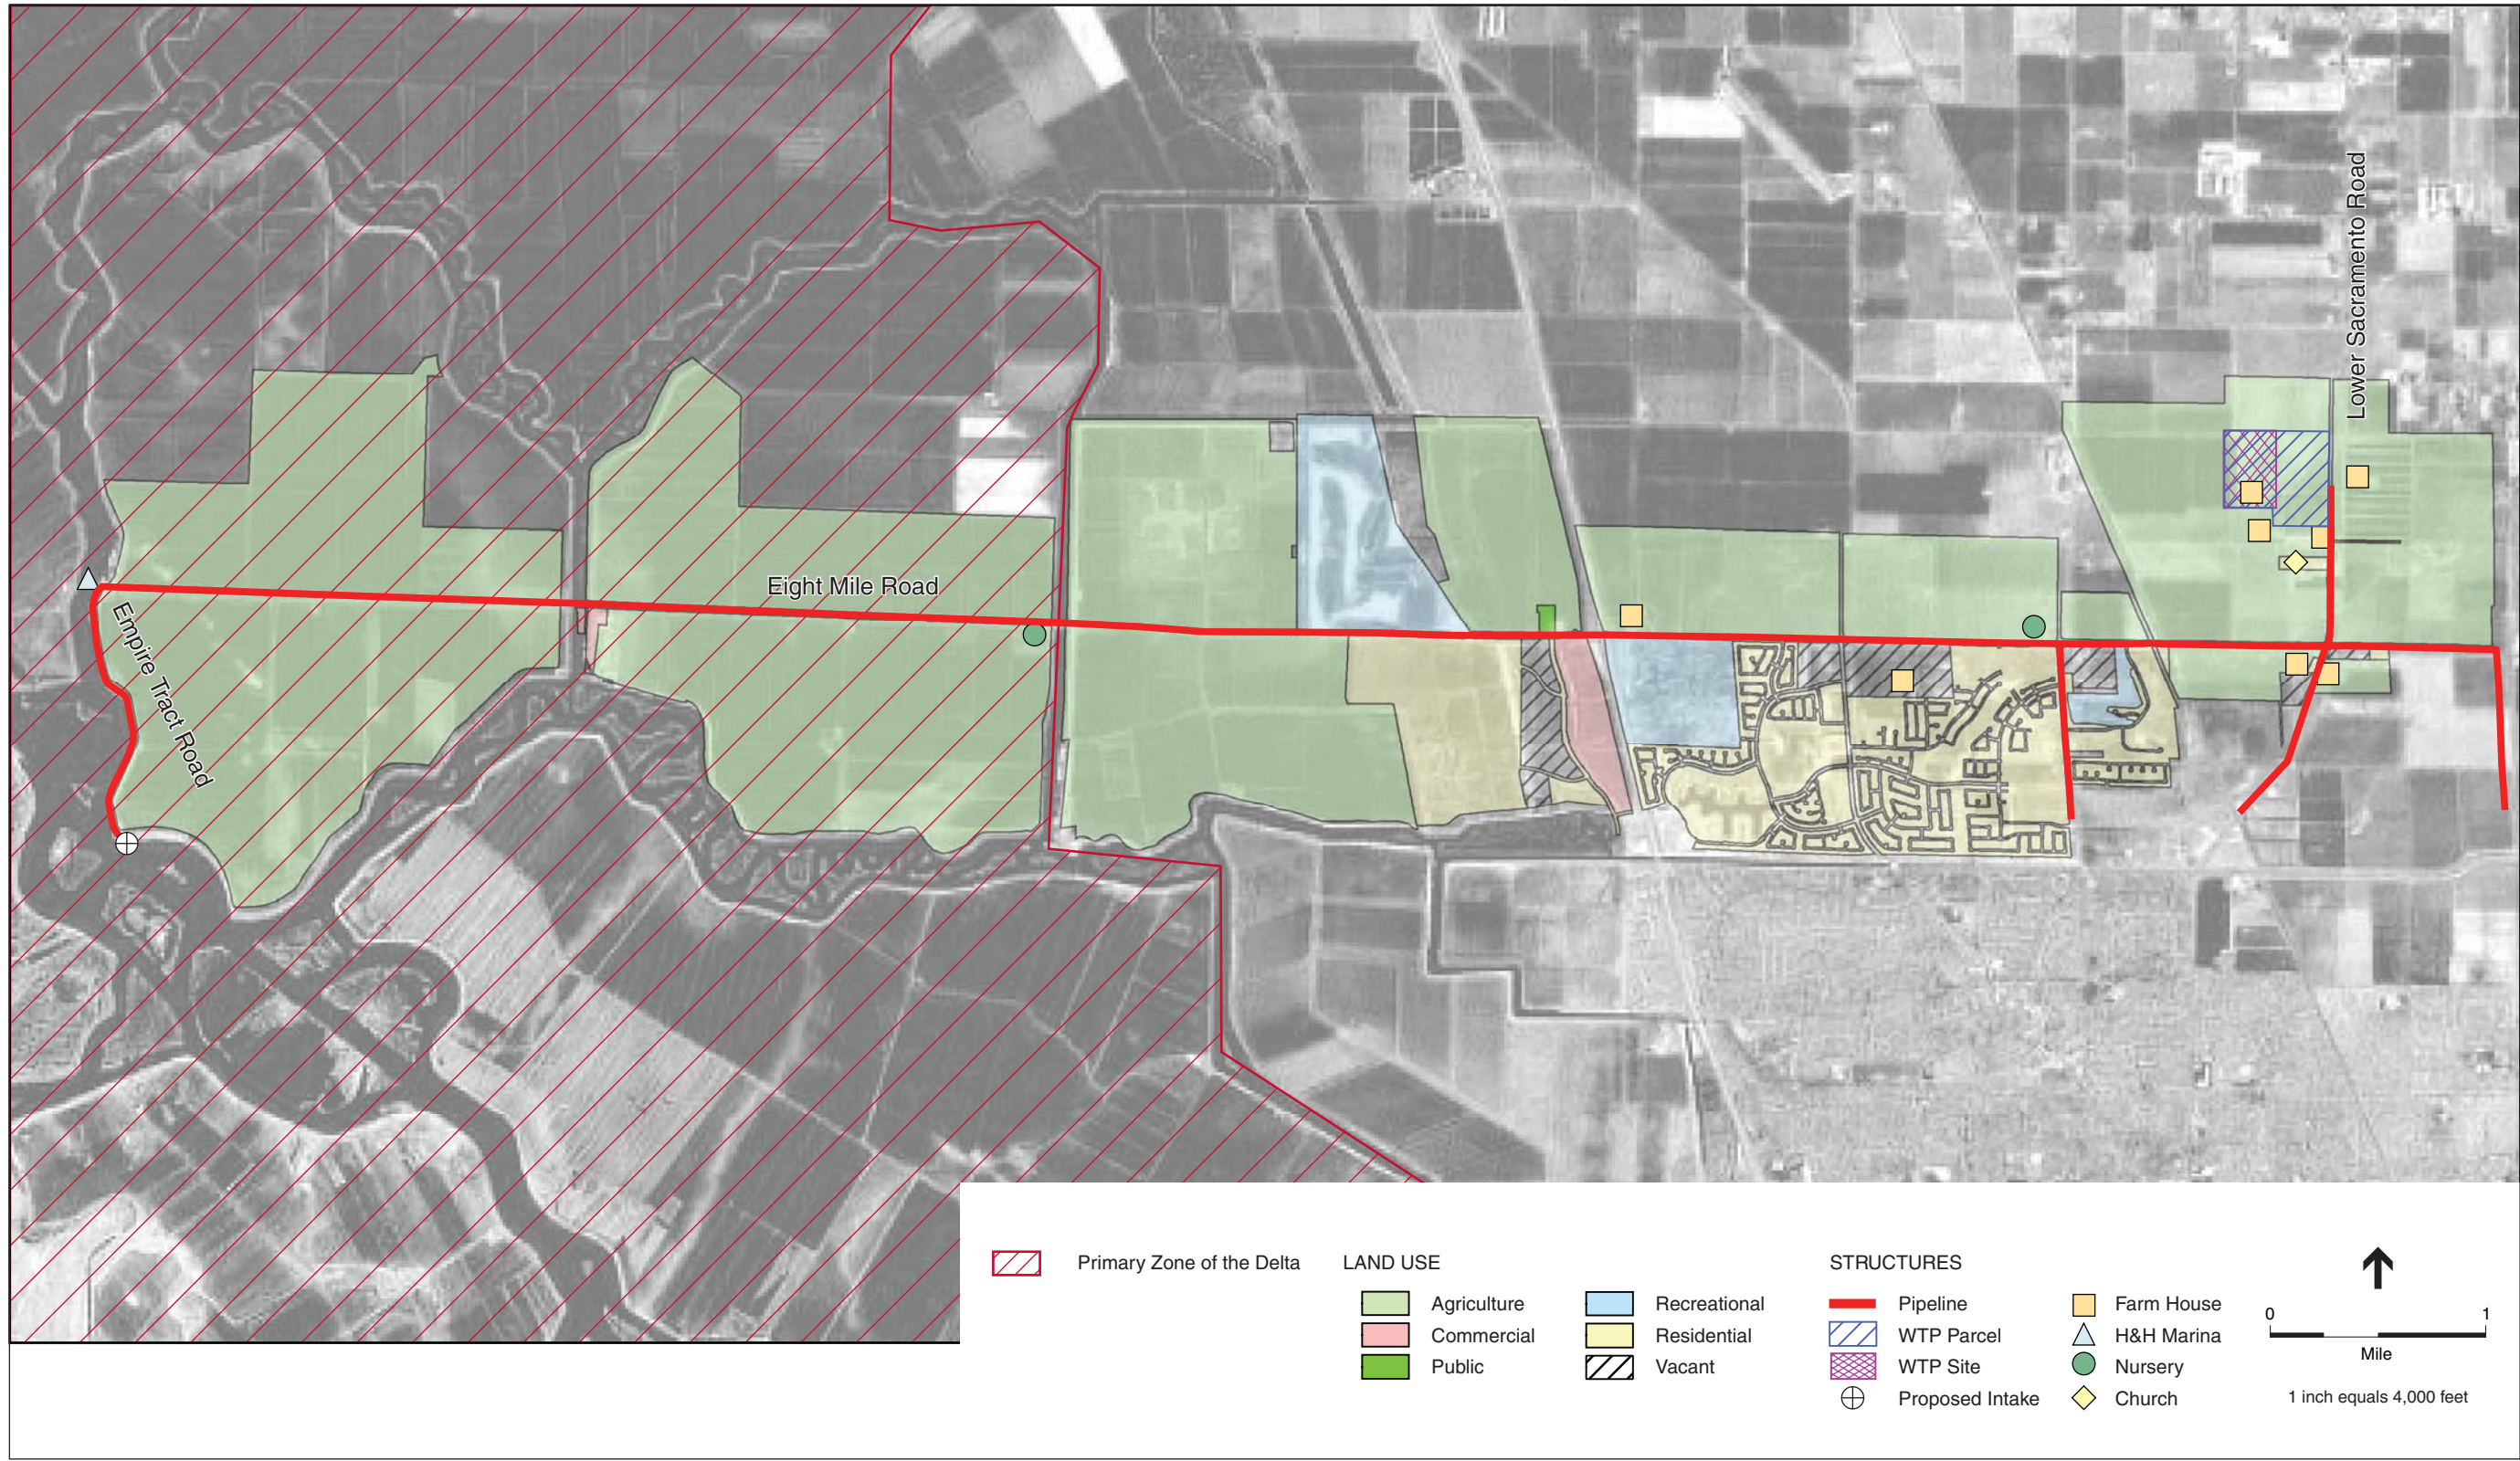 Lower Sacramento Road
Eight Mile Road
Empire Tract Road
Primary Zone of the Delta
LAND USE
Agriculture
Commercial
Public
Recreational
Residential
Vacant
STRUCTURES
Pipeline
WTP Parcel
WTP Site
Proposed Intake
Farm House
H&H Marina
Nursery
Church
0 1
Mile
1 inch equals 4,000 feet